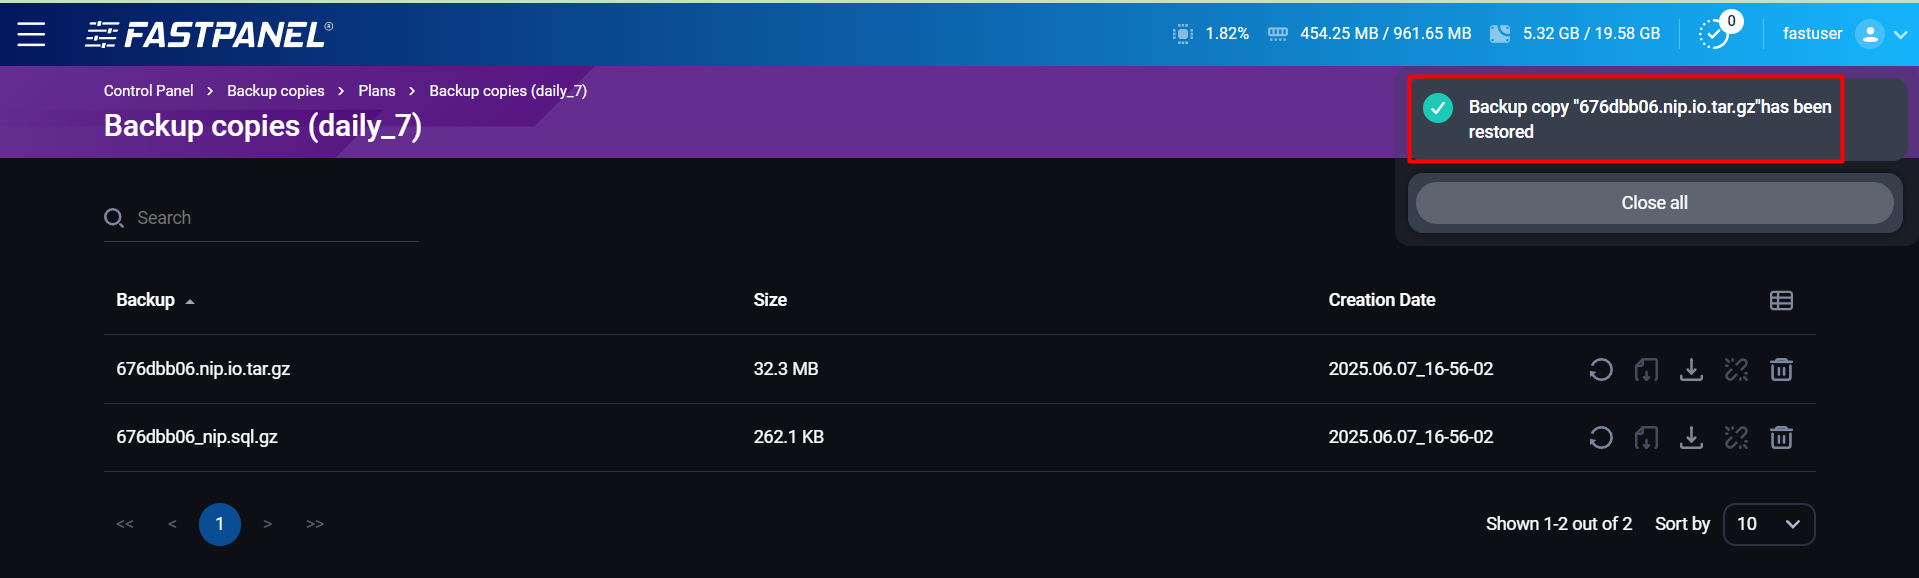 FASTPANEL®
1.82%
454.25 MB / 961.65 MB
5.32 GB / 19.58 GB
0
fastuser
Control Panel > Backup copies > Plans > Backup copies (daily_7)
Backup copies (daily_7)
Backup copy "676dbb06.nip.io.tar.gz"has been
restored
Close all
Search
Backup Size Creation Date
676dbb06.nip.io.tar.gz 32.3 MB 2025.06.07_16-56-02
676dbb06_nip.sql.gz 262.1 KB 2025.06.07_16-56-02
<< < 1 > >>
Shown 1-2 out of 2 Sort by 10